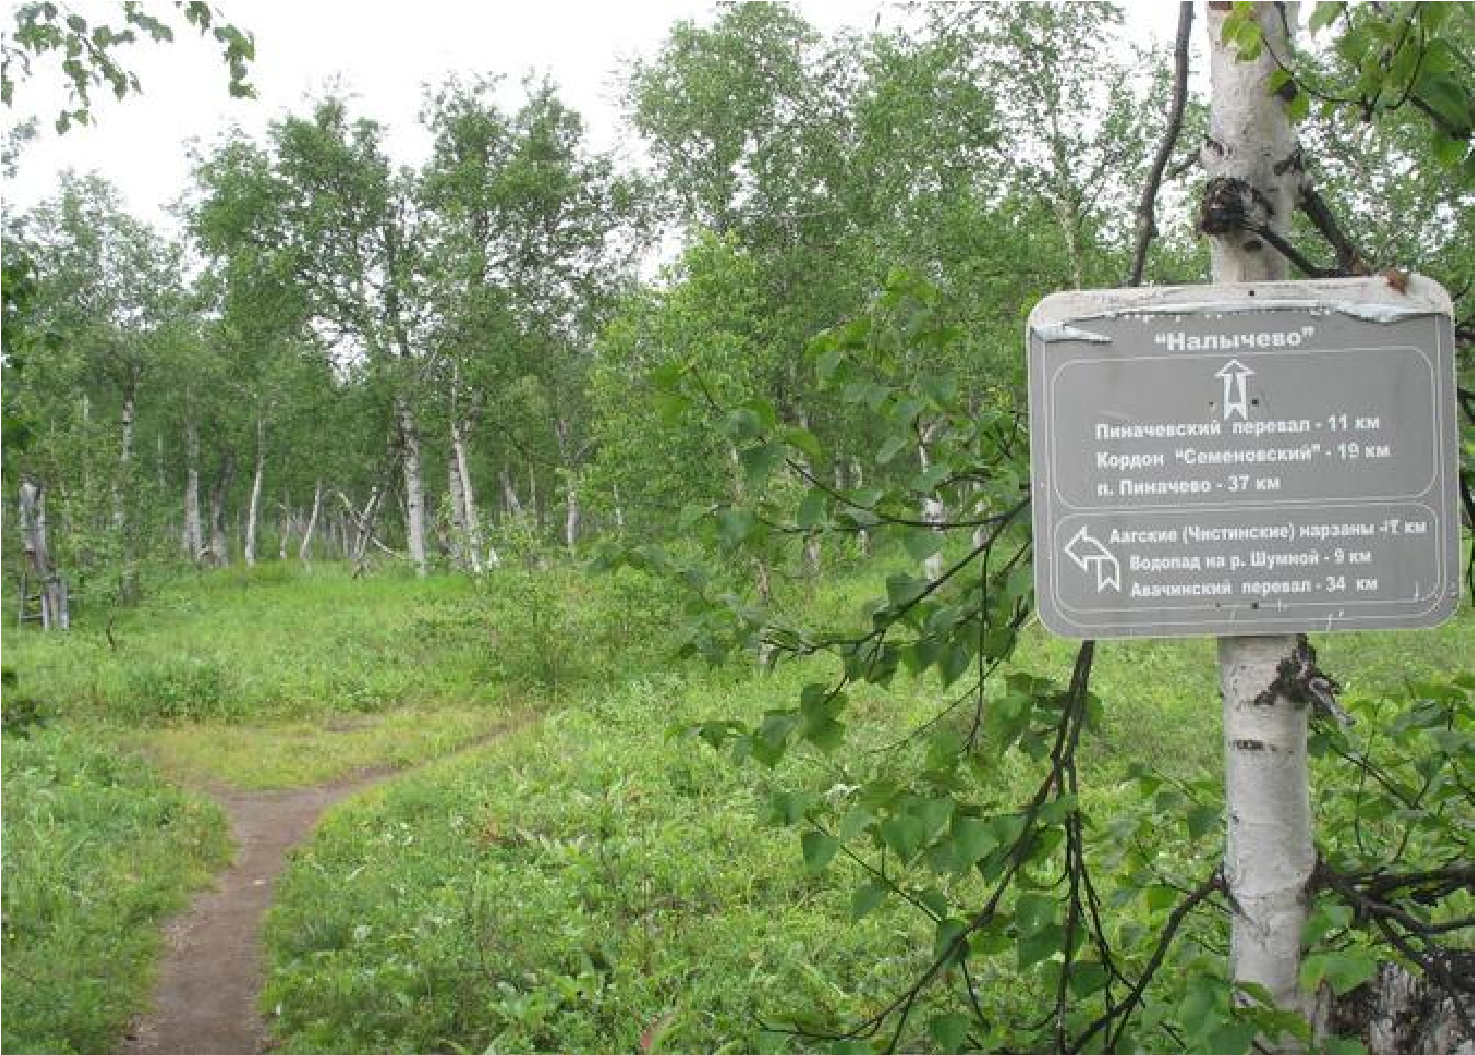 “Налычево”
Пиначевский перевал - 11 км
Кордон “Семеновский” - 19 км
п. Пиначево - 37 км
Аагские (Чистинские) нарзаны - км
Водопад на р. Шумной - 9 км
Авачинский перевал - 34 км